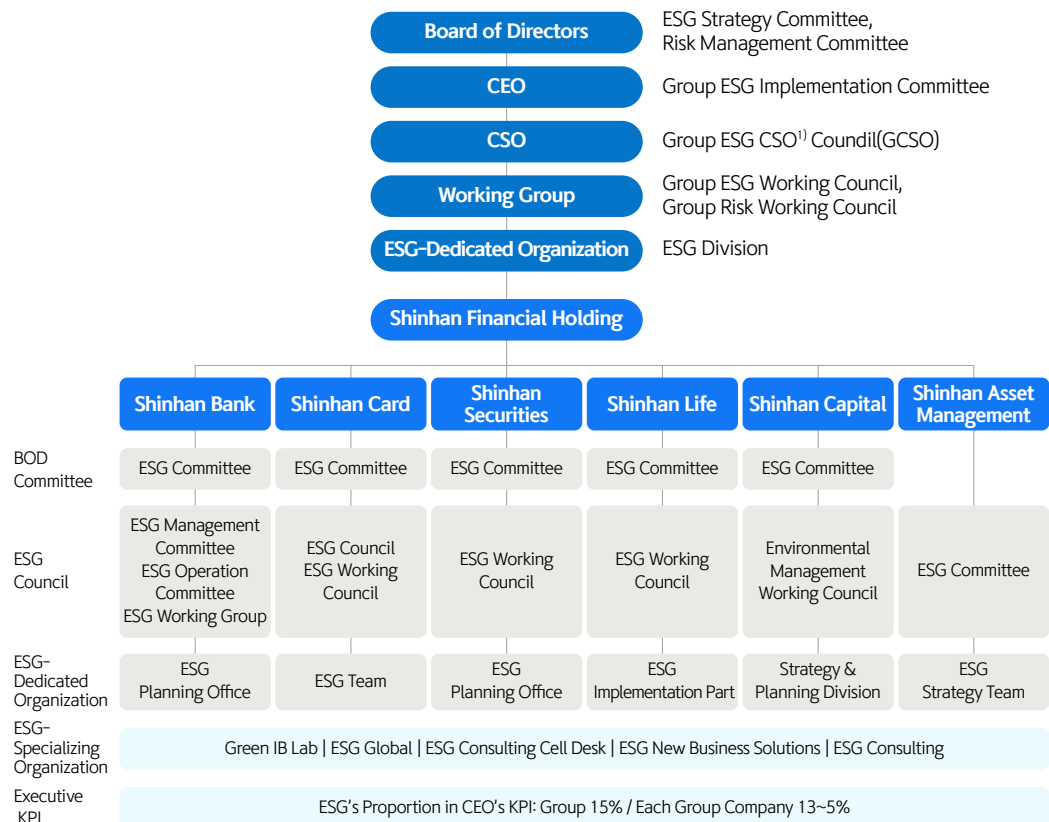 Board of Directors
ESG Strategy Committee,
Risk Management Committee
CEO
Group ESG Implementation Committee
CSO
Group ESG CSO1) Coundil(GCSO)
Working Group
Group ESG Working Council,
Group Risk Working Council
ESG-Dedicated Organization
ESG Division
Shinhan Financial Holding
Shinhan Bank
Shinhan Card
Shinhan
Securities
Shinhan Life
Shinhan Capital
Shinhan Asset
Management
BOD
Committee
ESG Committee
ESG Committee
ESG Committee
ESG Committee
ESG Committee
ESG
Council
ESG Management
Committee
ESG Operation
Committee
ESG Working Group
ESG Council
ESG Working
Council
ESG Working
Council
ESG Working
Council
Environmental
Management
Working Council
ESG Committee
ESG-
Dedicated
Organization
ESG
Planning Office
ESG Team
ESG
Planning Office
ESG
Implementation Part
Strategy &
Planning Division
ESG
Strategy Team
ESG-
Specializing
Organization
Green IB Lab | ESG Global | ESG Consulting Cell Desk | ESG New Business Solutions | ESG Consulting
Executive
KPI
ESG's Proportion in CEO's KPI: Group 15% / Each Group Company 13~5%